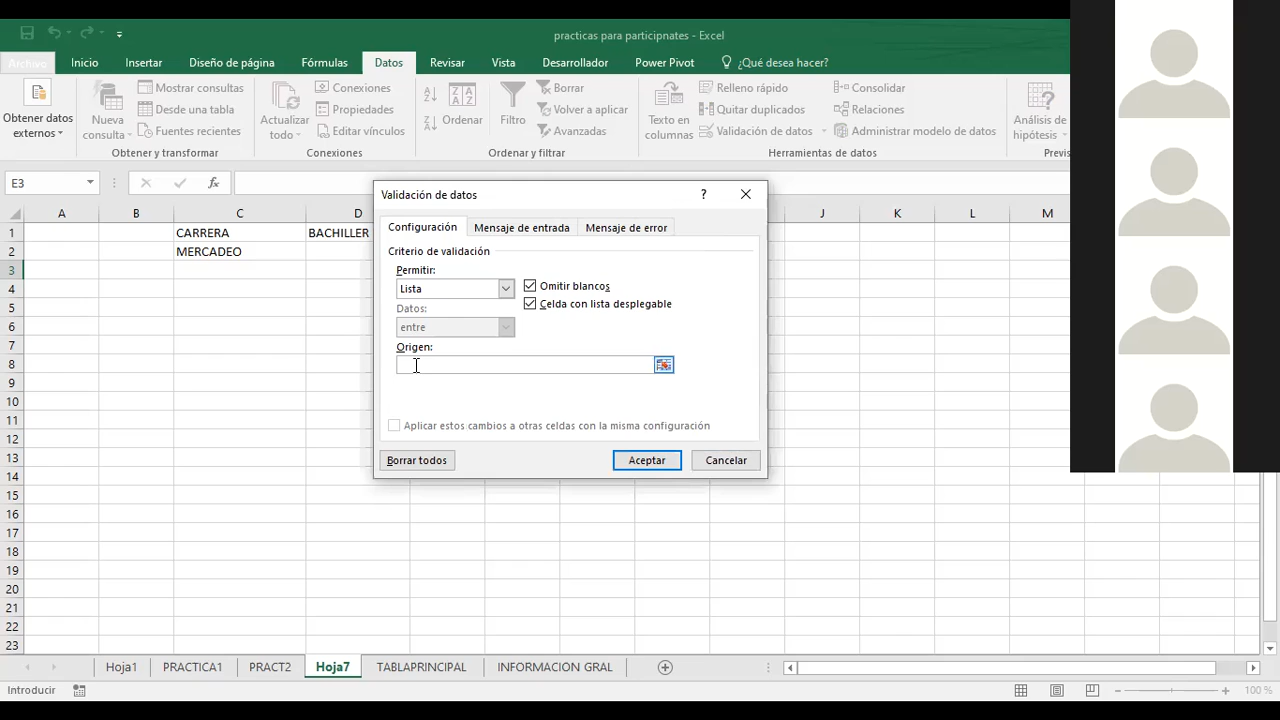 practicas para participnates - Excel
Archivo Inicio Insertar Diseño de página Fórmulas Datos Revisar Vista Desarrollador Power Pivot ¿Qué desea hacer?
Obtener datos externos
Nueva consulta
Mostrar consultas
Desde una tabla
Fuentes recientes
Obtener y transformar
Actualizar todo
Conexiones
Propiedades
Editar vínculos
Conexiones
Ordenar
Filtro
Borrar
Volver a aplicar
Avanzadas
Ordenar y filtrar
Texto en columnas
Relleno rápido
Quitar duplicados
Validación de datos
Consolidar
Relaciones
Administrar modelo de datos
Herramientas de datos
Análisis de hipótesis
Previs
E3
fx
A B C D J K L M
1 CARRERA BACHILLER
2 MERCADEO
3
4
5
6
7
8
9
10
11
12
13
14
15
16
17
18
19
20
21
22
23
Validación de datos
?
Configuración Mensaje de entrada Mensaje de error
Criterio de validación
Permitir:
Lista
Omitir blancos
Celda con lista desplegable
Datos:
entre
Origen:
Aplicar estos cambios a otras celdas con la misma configuración
Borrar todos Aceptar Cancelar
Hoja1 PRACTICA1 PRACT2 Hoja7 TABLAPRINCIPAL INFORMACION GRAL
Introducir
100 %